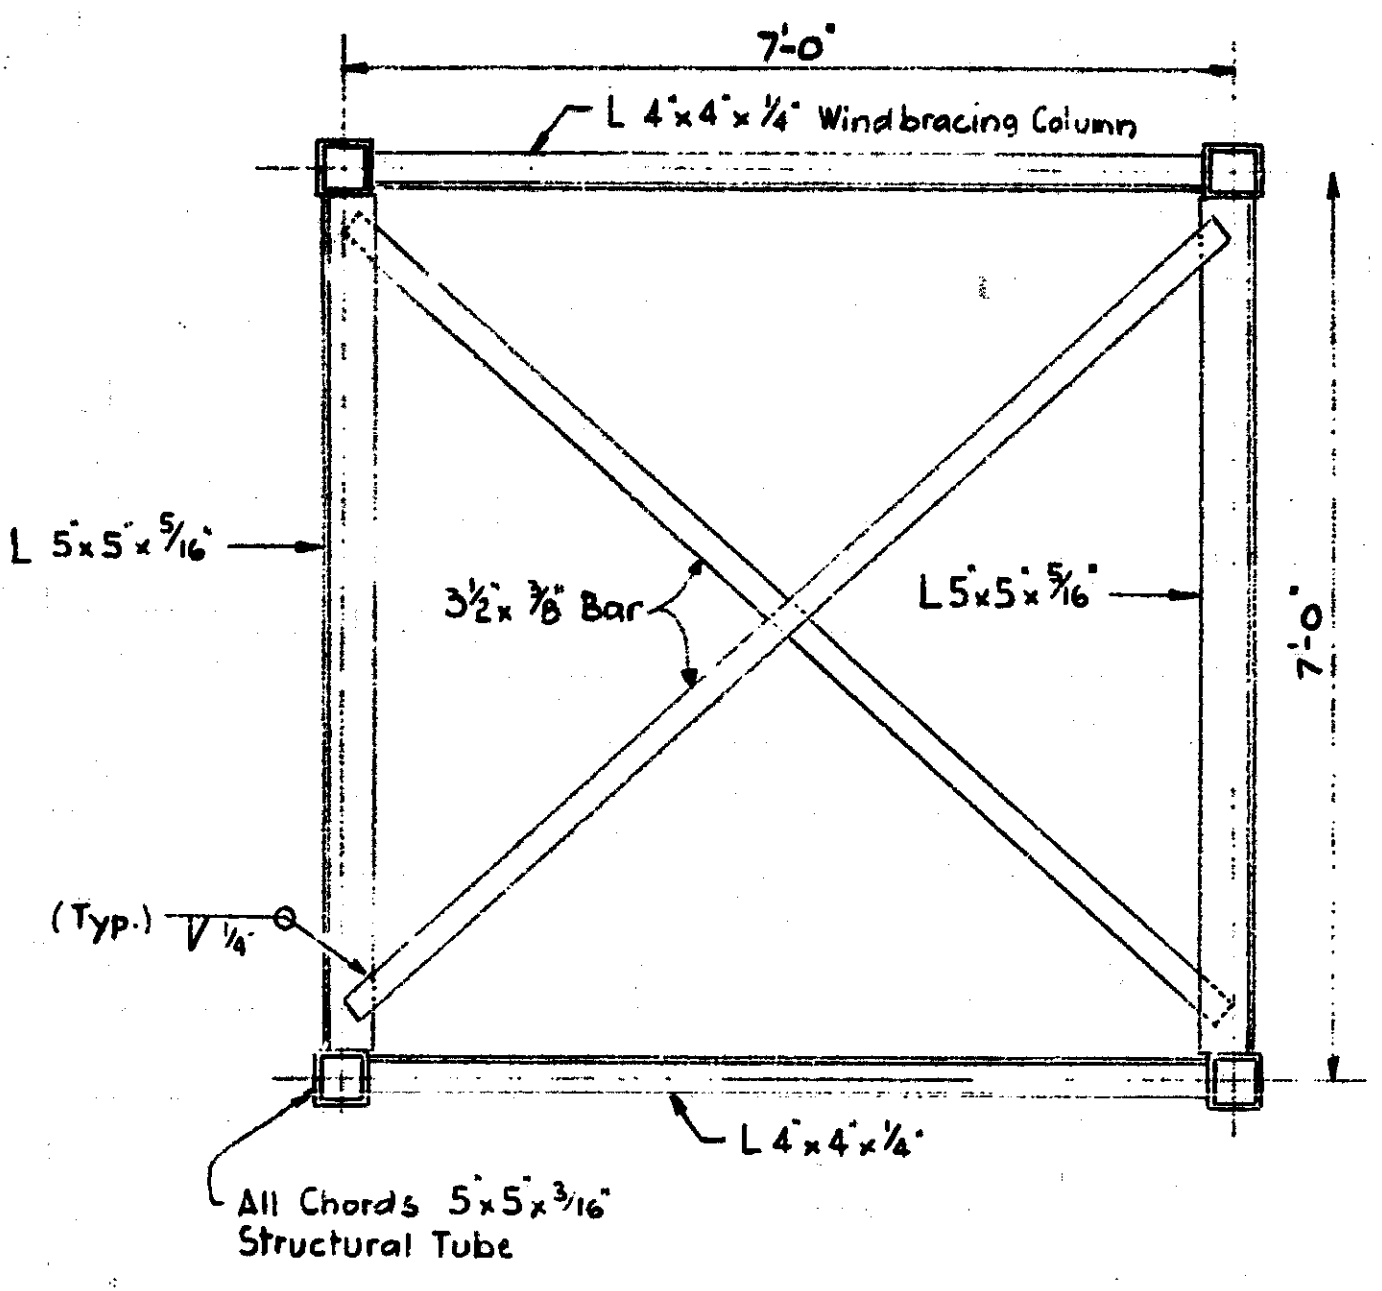 7'-0"
L 4"x4"x 1/4" Windbracing Column
L 5"x5"x 5/16"
3 1/2"x 3/8" Bar
L5"x5"x 5/16"
7'-0"
(Typ.) 1/4"
L 4"x4"x 1/4"
All Chords 5"x5"x 3/16"
Structural Tube